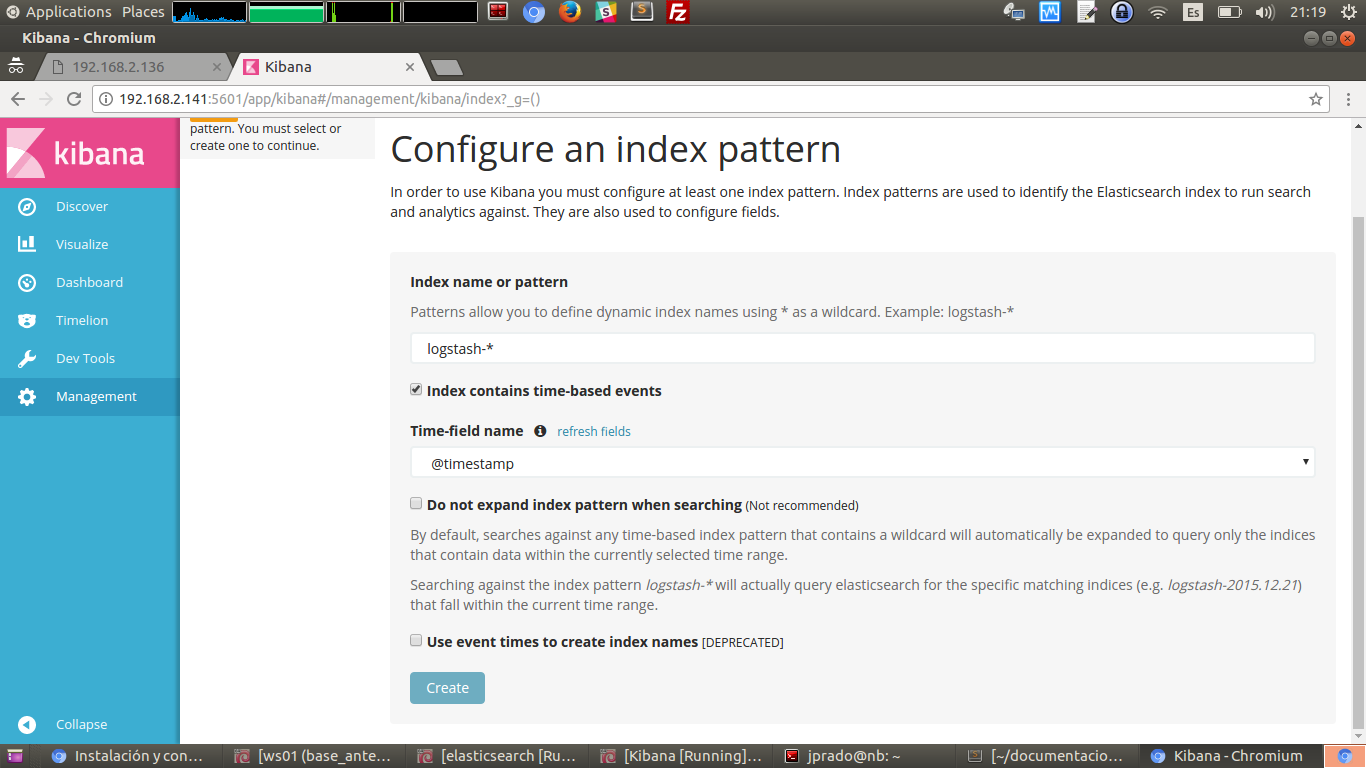 Applications Places Es 21:19
Kibana - Chromium
192.168.2.136 Kibana
192.168.2.141:5601/app/kibana#/management/kibana/index?_g=()
kibana
Discover
Visualize
Dashboard
Timelion
Dev Tools
Management
Collapse
pattern. You must select or
create one to continue.
Configure an index pattern
In order to use Kibana you must configure at least one index pattern. Index patterns are used to identify the Elasticsearch index to run search
and analytics against. They are also used to configure fields.
Index name or pattern
Patterns allow you to define dynamic index names using * as a wildcard. Example: logstash-*
logstash-*
Index contains time-based events
Time-field name refresh fields
@timestamp
Do not expand index pattern when searching (Not recommended)
By default, searches against any time-based index pattern that contains a wildcard will automatically be expanded to query only the indices
that contain data within the currently selected time range.
Searching against the index pattern logstash-* will actually query elasticsearch for the specific matching indices (e.g. logstash-2015.12.21)
that fall within the current time range.
Use event times to create index names [DEPRECATED]
Create
Instalación y con... [ws01 (base_ante... [elasticsearch [Ru... [Kibana [Running]... jprado@nb: ~ [~/documentacio... Kibana - Chromium